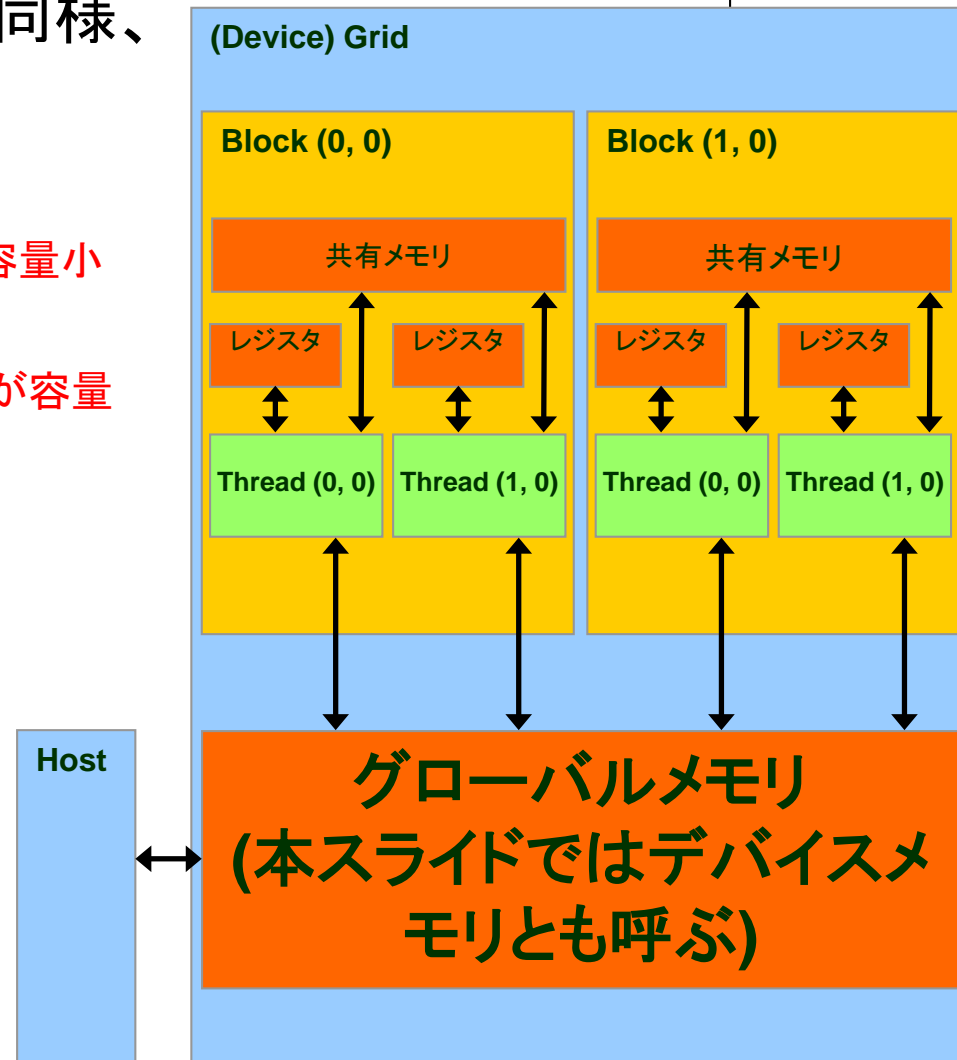 同様、
容量小
が容量
(Device) Grid
Block (0, 0)
Block (1, 0)
共有メモリ
共有メモリ
レジスタ
レジスタ
レジスタ
レジスタ
Thread (0, 0)
Thread (1, 0)
Thread (0, 0)
Thread (1, 0)
Host
グローバルメモリ
(本スライドではデバイスメ
モリとも呼ぶ)